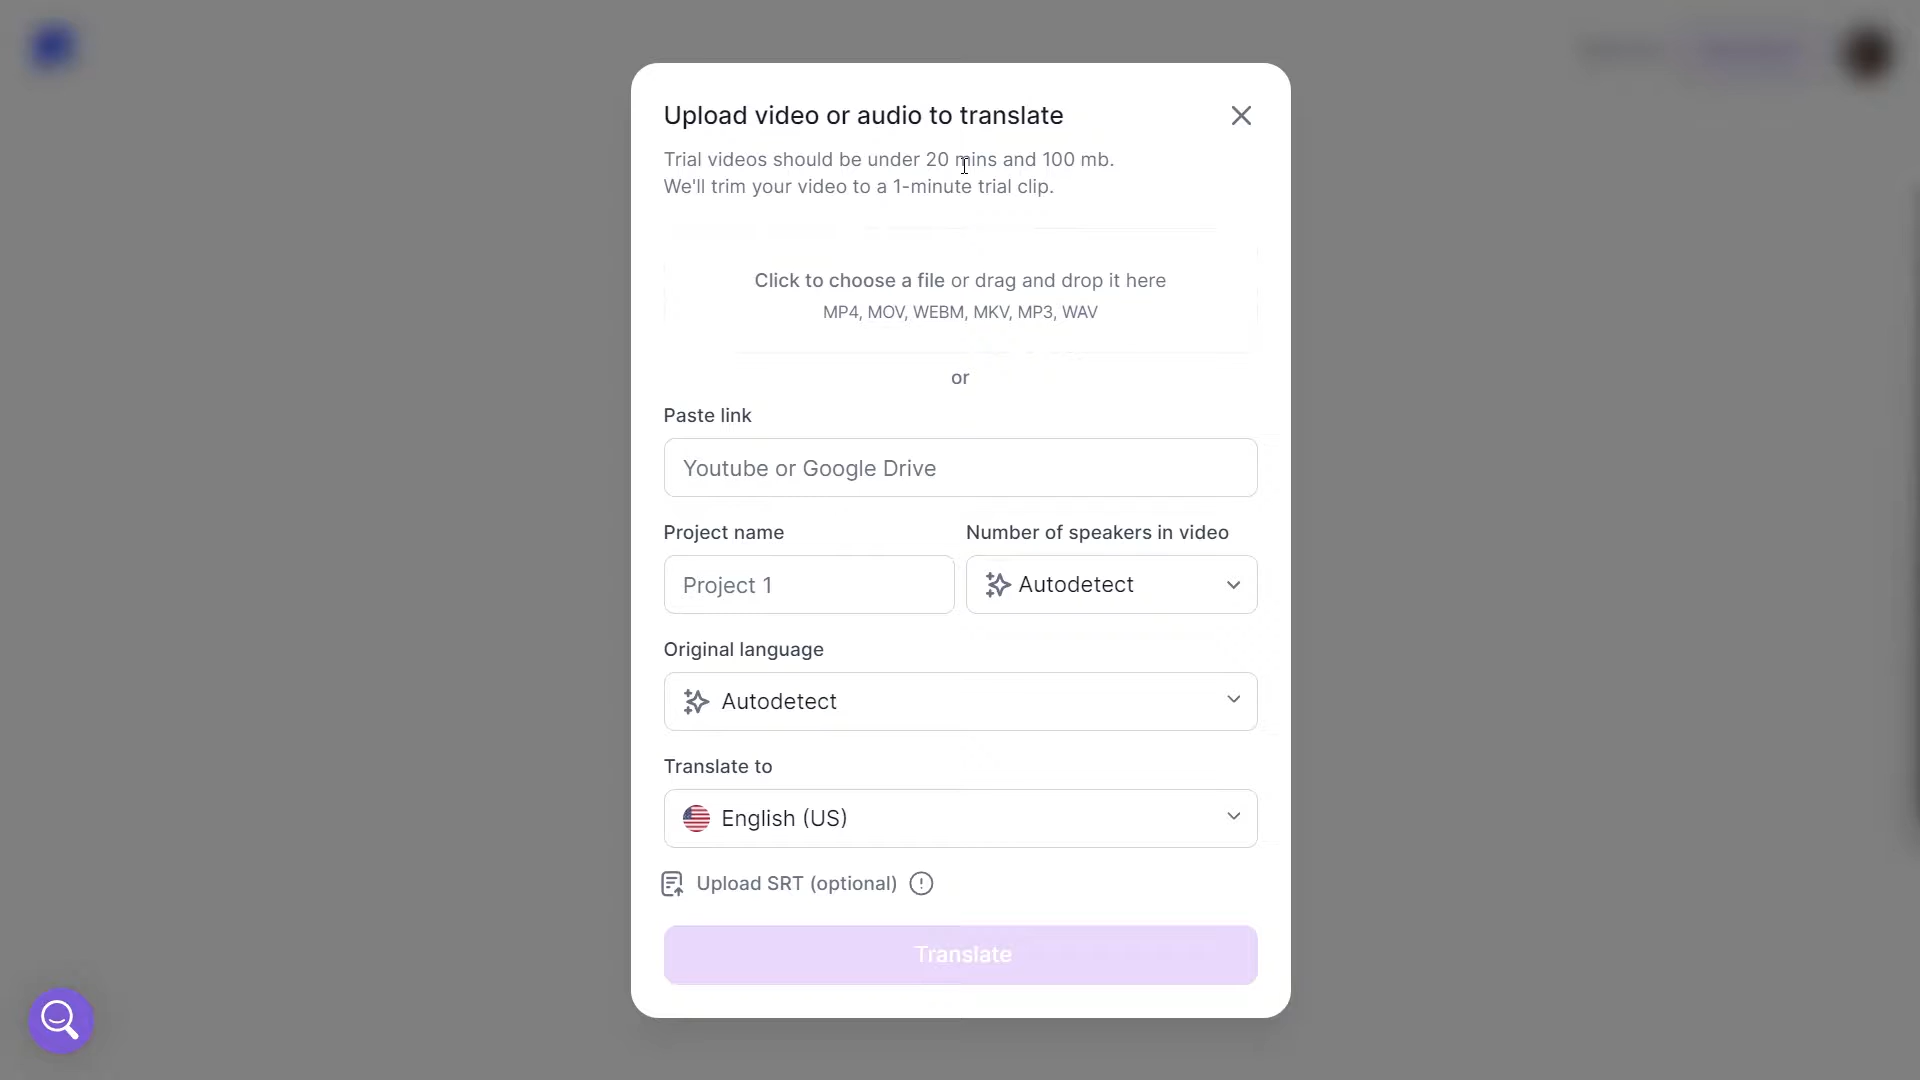 Upload video or audio to translate
Trial videos should be under 20 mins and 100 mb.
We'll trim your video to a 1-minute trial clip.
Click to choose a file or drag and drop it here
MP4, MOV, WEBM, MKV, MP3, WAV
or
Paste link
Youtube or Google Drive
Project name
Number of speakers in video
Project 1
Autodetect
Original language
Autodetect
Translate to
English (US)
Upload SRT (optional)
Translate